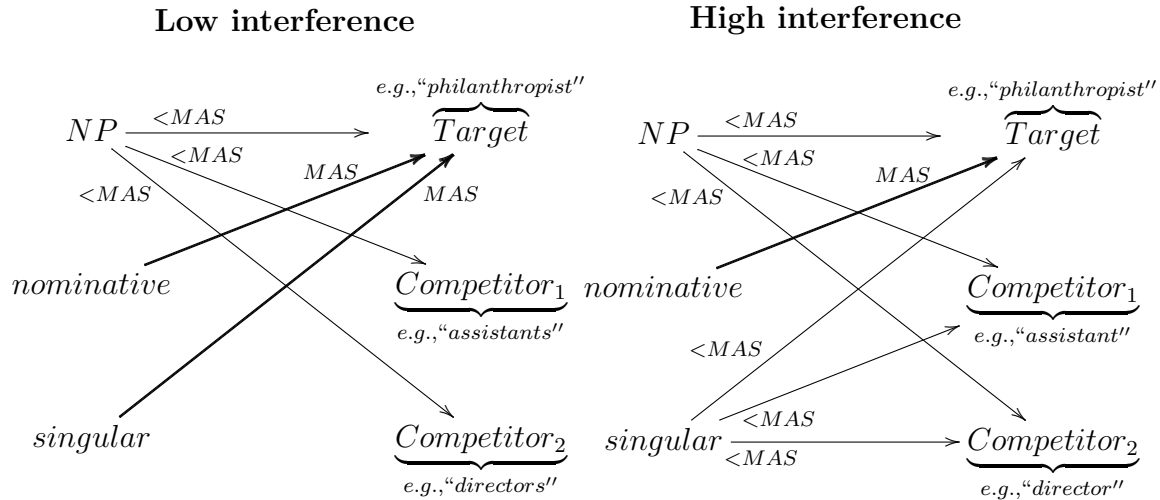 Low interference
e.g.,“philanthropist″
NP
<MAS
Target
<MAS
<MAS
MAS
MAS
nominative
Competitor₁
e.g.,“assistants″
singular
Competitor₂
e.g.,“directors″
High interference
e.g.,“philanthropist″
NP
<MAS
Target
<MAS
<MAS
MAS
nominative
Competitor₁
e.g.,“assistant″
<MAS
<MAS
singular
<MAS
Competitor₂
e.g.,“director″